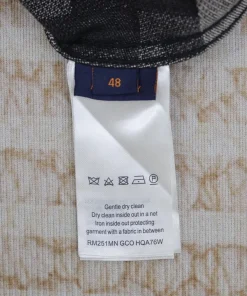 48
Gentle dry clean
Dry clean inside out in a net
Iron inside out protecting
garment with a fabric in between
RM251MN GCO HQA76W